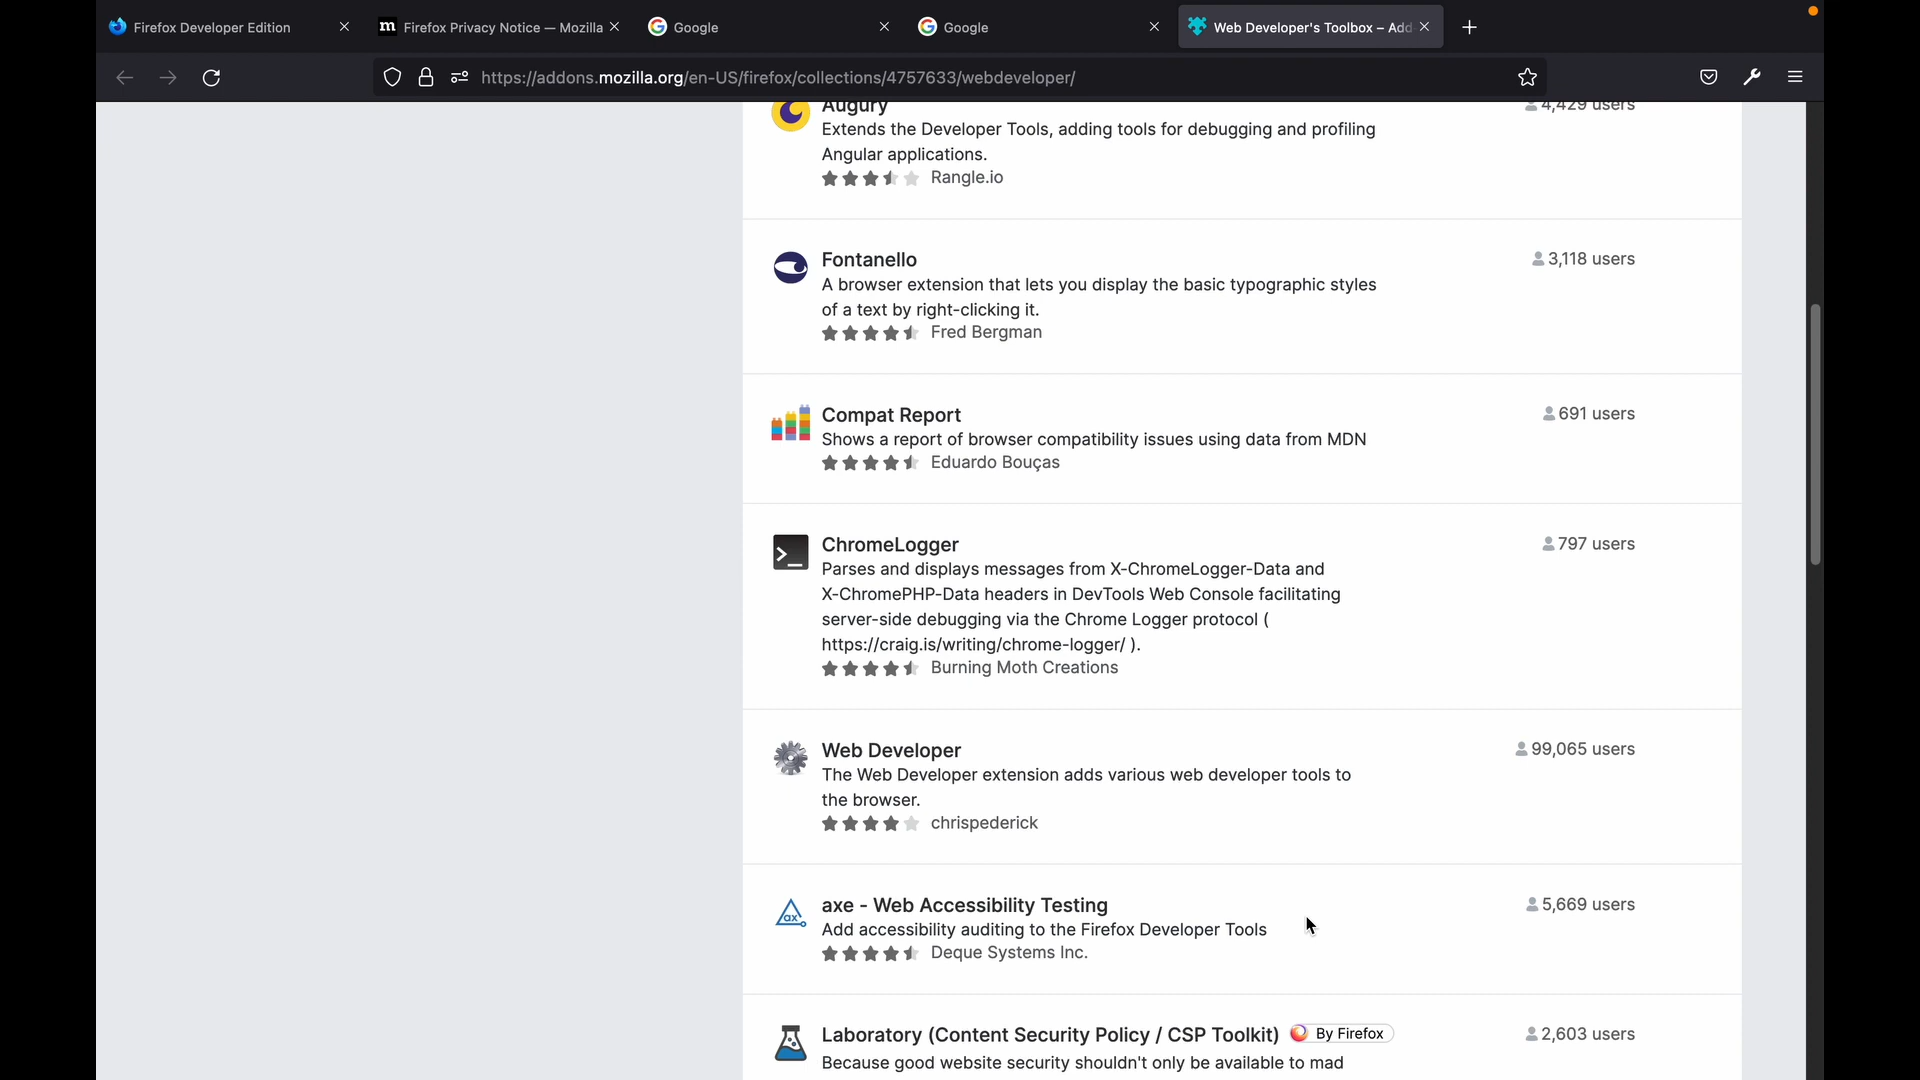 Firefox Developer Edition
m Firefox Privacy Notice — Mozilla
Google
Google
Web Developer's Toolbox – Add
https://addons.mozilla.org/en-US/firefox/collections/4757633/webdeveloper/
Augury
4,429 users
Extends the Developer Tools, adding tools for debugging and profiling
Angular applications.
Rangle.io
Fontanello
3,118 users
A browser extension that lets you display the basic typographic styles
of a text by right-clicking it.
Fred Bergman
Compat Report
691 users
Shows a report of browser compatibility issues using data from MDN
Eduardo Bouças
ChromeLogger
797 users
Parses and displays messages from X-ChromeLogger-Data and
X-ChromePHP-Data headers in DevTools Web Console facilitating
server-side debugging via the Chrome Logger protocol (
https://craig.is/writing/chrome-logger/ ).
Burning Moth Creations
Web Developer
99,065 users
The Web Developer extension adds various web developer tools to
the browser.
chrispederick
ax
axe - Web Accessibility Testing
5,669 users
Add accessibility auditing to the Firefox Developer Tools
Deque Systems Inc.
Laboratory (Content Security Policy / CSP Toolkit) By Firefox
2,603 users
Because good website security shouldn't only be available to mad